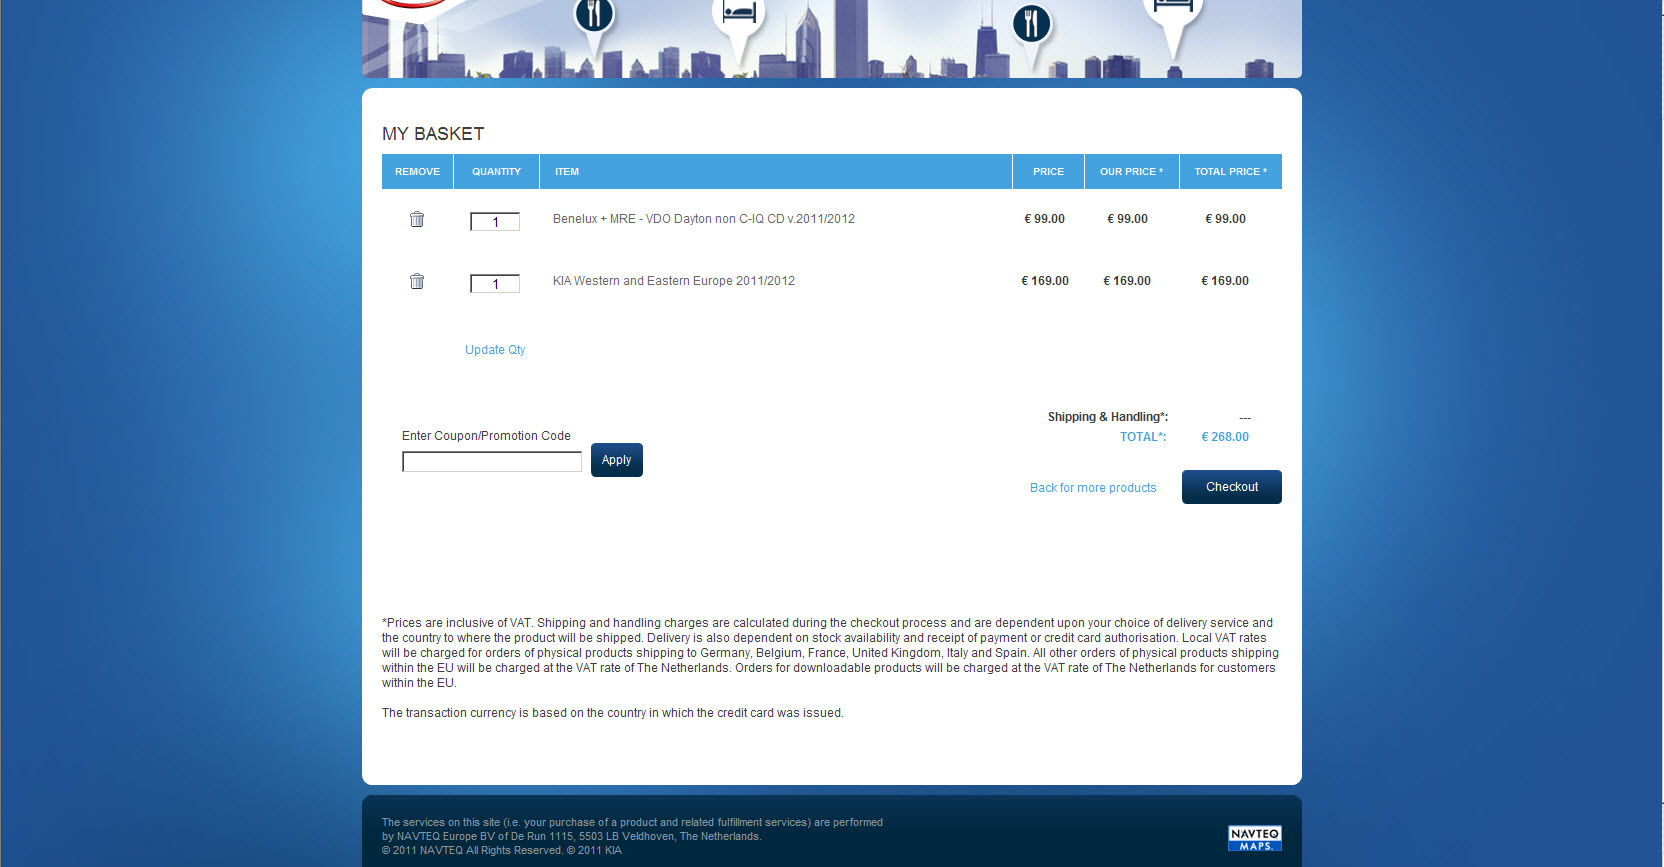 MY BASKET
REMOVE QUANTITY ITEM PRICE OUR PRICE * TOTAL PRICE *
1 Benelux + MRE - VDO Dayton non C-IQ CD v.2011/2012 € 99.00 € 99.00 € 99.00
1 KIA Western and Eastern Europe 2011/2012 € 169.00 € 169.00 € 169.00
Update Qty
Shipping & Handling*: ---
TOTAL*: € 268.00
Enter Coupon/Promotion Code
Apply
Back for more products Checkout
*Prices are inclusive of VAT. Shipping and handling charges are calculated during the checkout process and are dependent upon your choice of delivery service and
the country to where the product will be shipped. Delivery is also dependent on stock availability and receipt of payment or credit card authorisation. Local VAT rates
will be charged for orders of physical products shipping to Germany, Belgium, France, United Kingdom, Italy and Spain. All other orders of physical products shipping
within the EU will be charged at the VAT rate of The Netherlands. Orders for downloadable products will be charged at the VAT rate of The Netherlands for customers
within the EU.
The transaction currency is based on the country in which the credit card was issued.
The services on this site (i.e. your purchase of a product and related fulfillment services) are performed
by NAVTEQ Europe BV of De Run 1115, 5503 LB Veldhoven, The Netherlands.
© 2011 NAVTEQ All Rights Reserved. © 2011 KIA
NAVTEQ
MAPS.